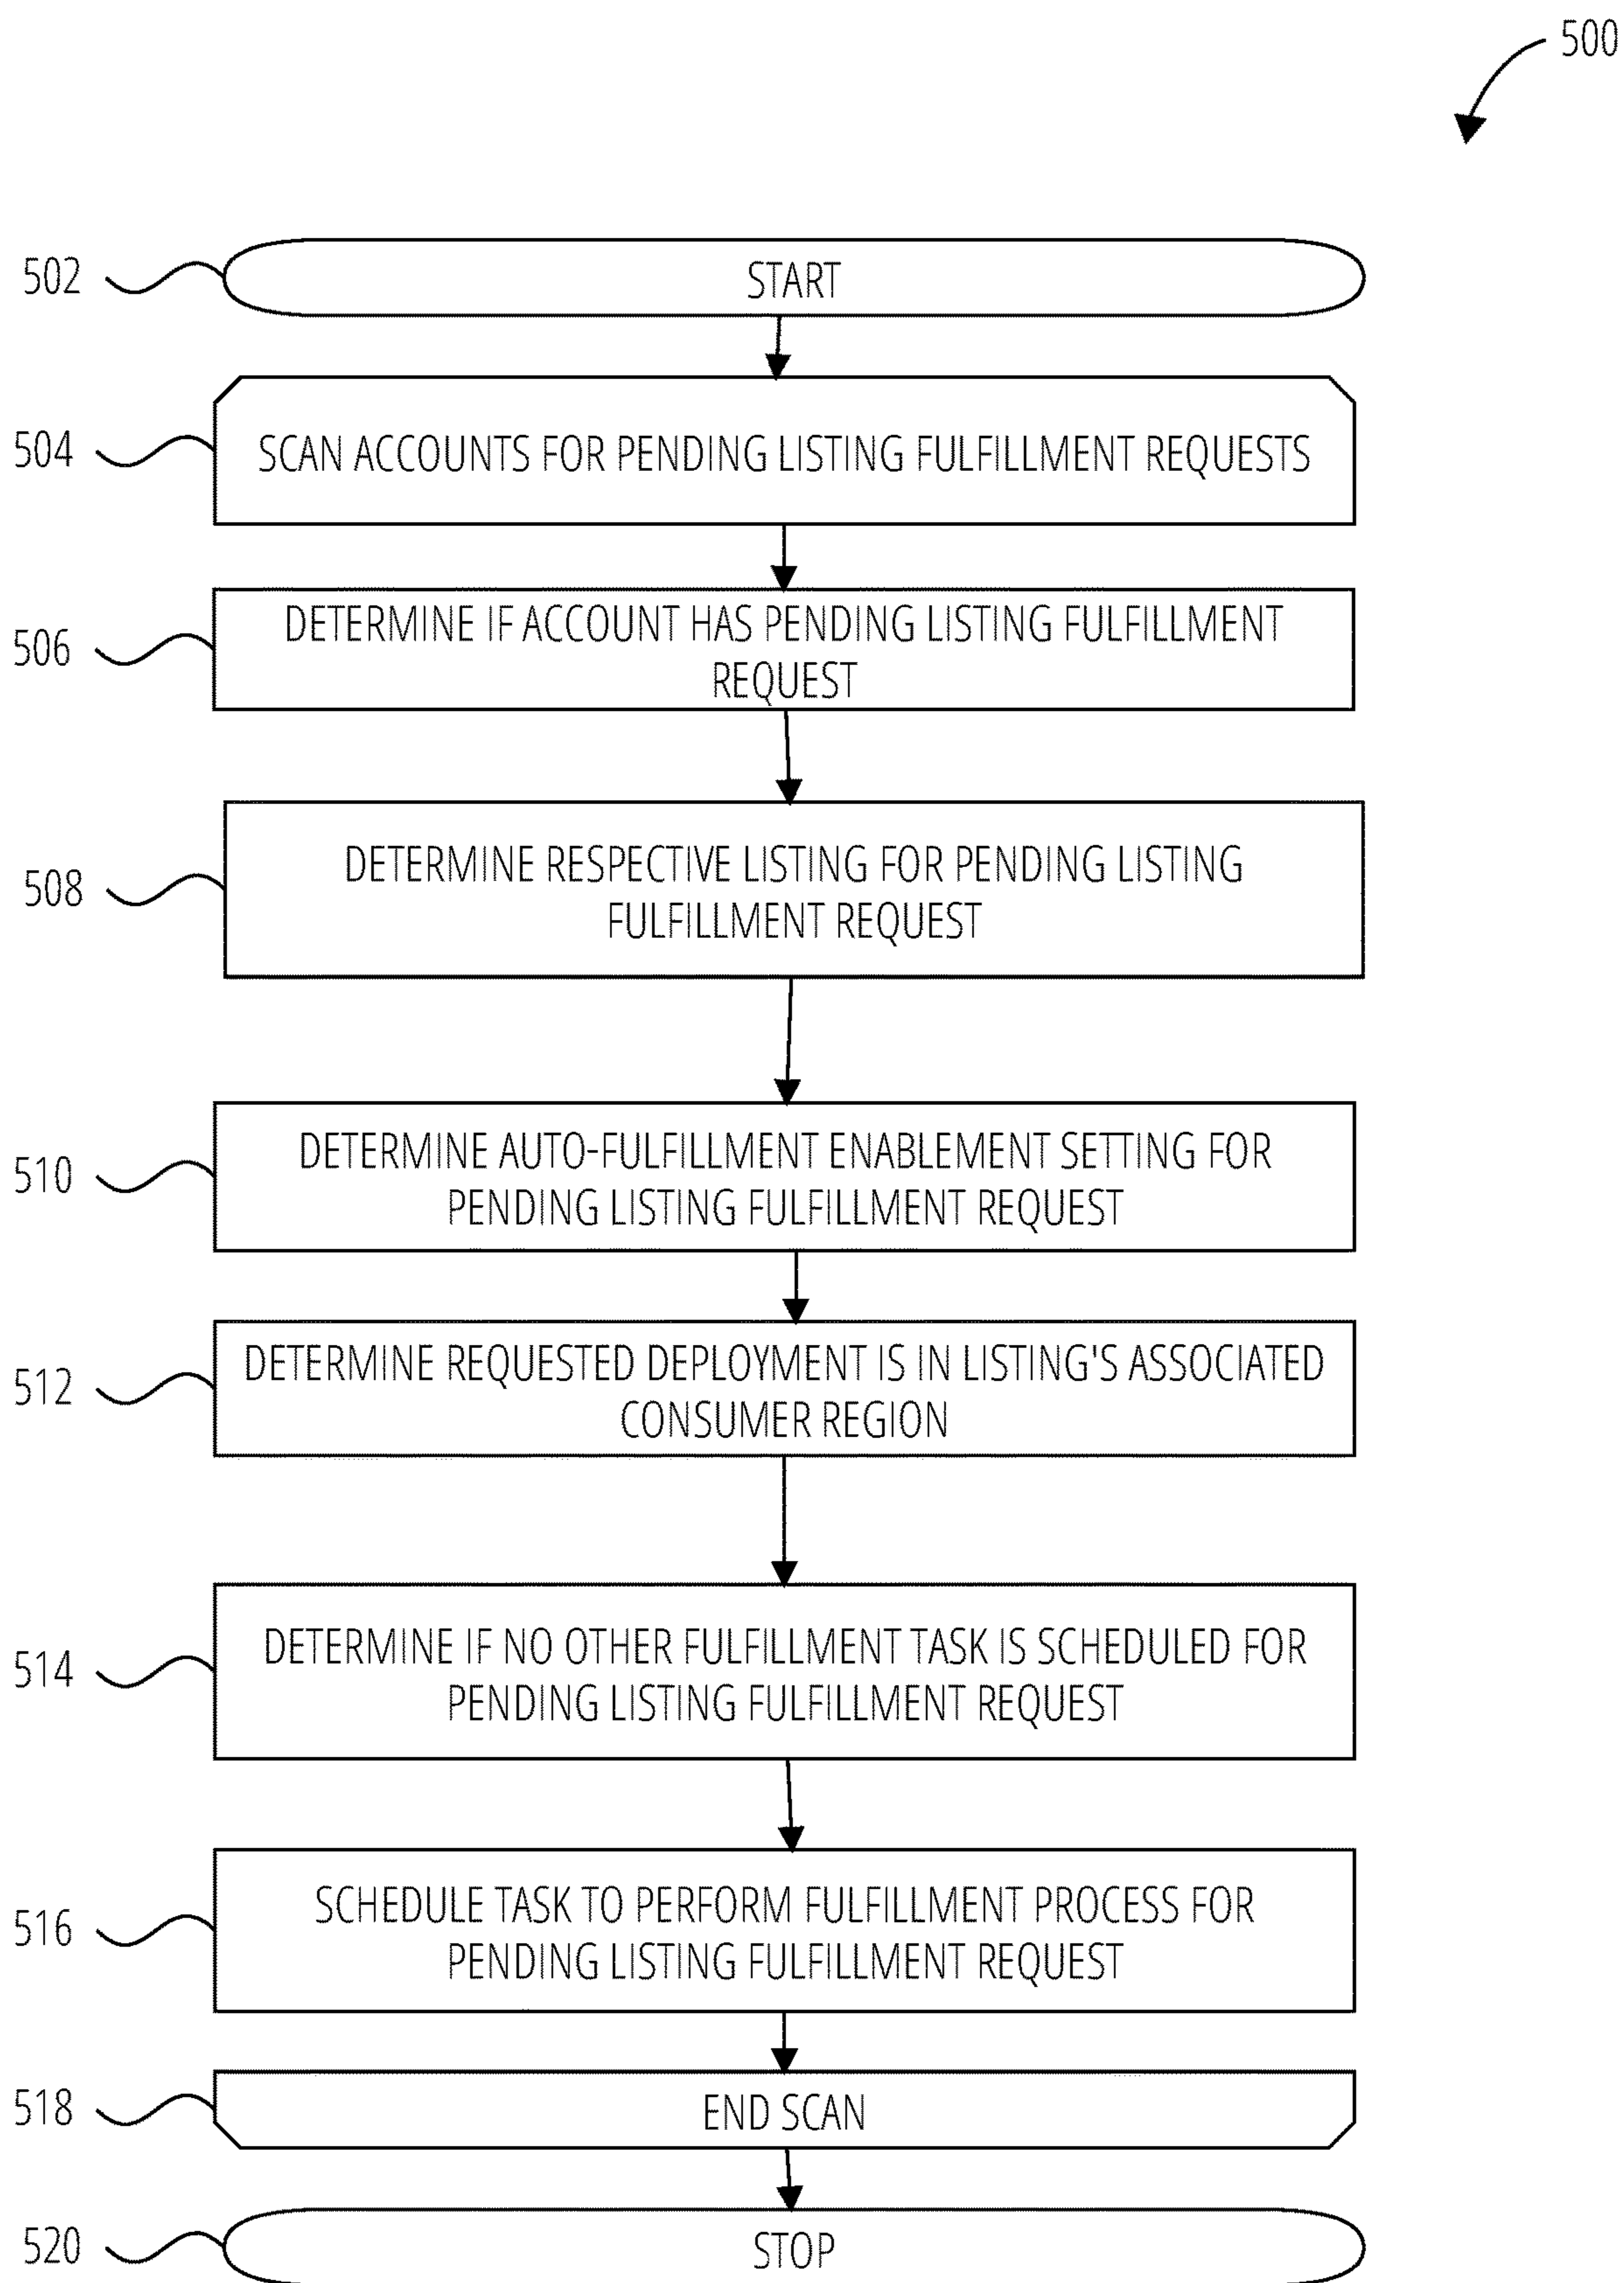 500
502
START
504
SCAN ACCOUNTS FOR PENDING LISTING FULFILLMENT REQUESTS
506
DETERMINE IF ACCOUNT HAS PENDING LISTING FULFILLMENT
REQUEST
508
DETERMINE RESPECTIVE LISTING FOR PENDING LISTING
FULFILLMENT REQUEST
510
DETERMINE AUTO-FULFILLMENT ENABLEMENT SETTING FOR
PENDING LISTING FULFILLMENT REQUEST
512
DETERMINE REQUESTED DEPLOYMENT IS IN LISTING'S ASSOCIATED
CONSUMER REGION
514
DETERMINE IF NO OTHER FULFILLMENT TASK IS SCHEDULED FOR
PENDING LISTING FULFILLMENT REQUEST
516
SCHEDULE TASK TO PERFORM FULFILLMENT PROCESS FOR
PENDING LISTING FULFILLMENT REQUEST
518
END SCAN
520
STOP